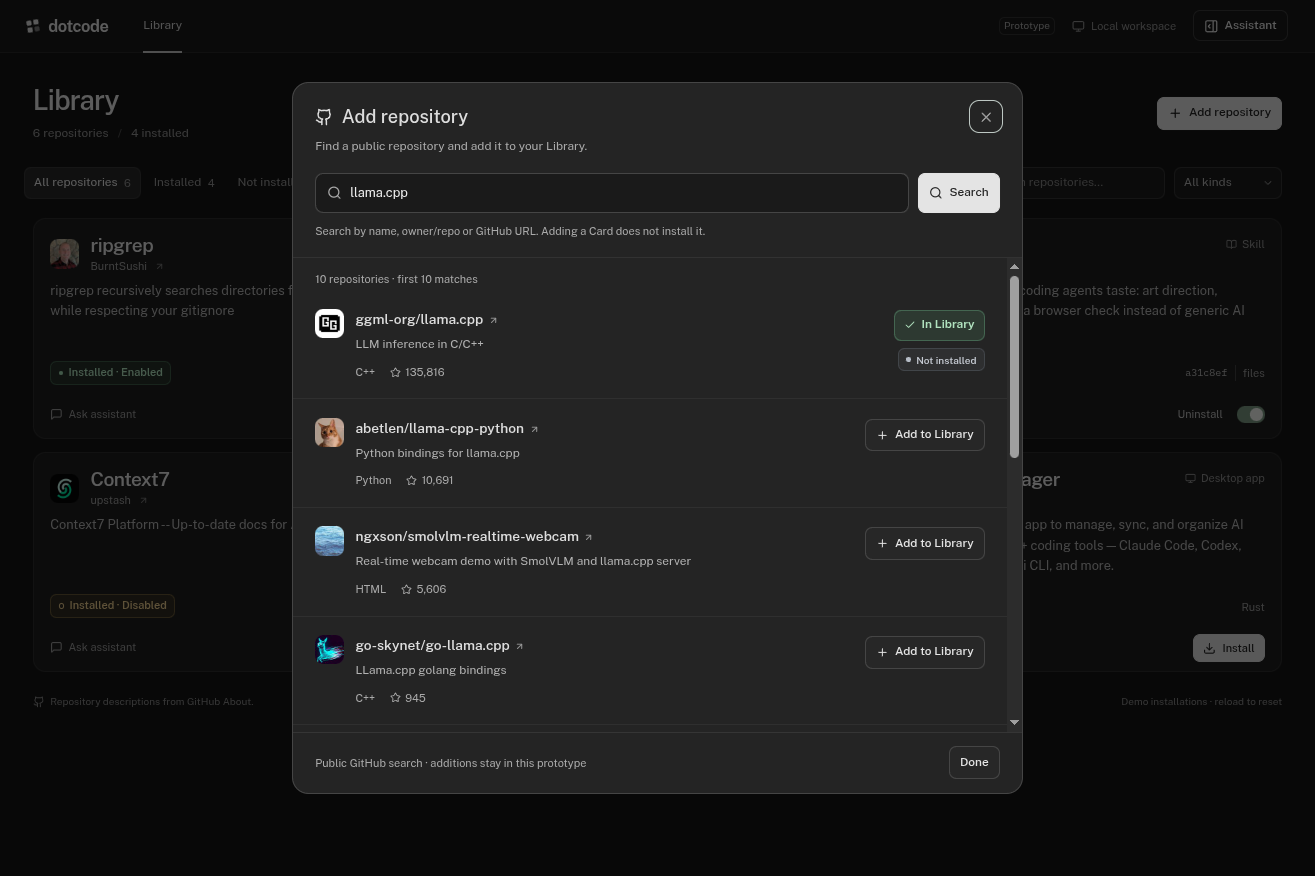 dotcode
Library
Prototype
Local workspace
Assistant
Library
6 repositories / 4 installed
Add repository
All repositories 6
Installed 4
Not install
repositories...
All kinds
ripgrep
BurntSushi
ripgrep recursively searches directories f
while respecting your gitignore
Installed · Enabled
Ask assistant
Skill
coding agents taste: art direction,
a browser check instead of generic AI
a31c8ef
files
Uninstall
Context7
upstash
Context7 Platform -- Up-to-date docs for
Installed · Disabled
Ask assistant
ager
Desktop app
app to manage, sync, and organize AI
+ coding tools — Claude Code, Codex,
i CLI, and more.
Rust
Install
Repository descriptions from GitHub About.
Demo installations · reload to reset
Add repository
Find a public repository and add it to your Library.
llama.cpp
Search
Search by name, owner/repo or GitHub URL. Adding a Card does not install it.
10 repositories · first 10 matches
ggml-org/llama.cpp
LLM inference in C/C++
C++ 135,816
In Library
Not installed
abetlen/llama-cpp-python
Python bindings for llama.cpp
Python 10,691
Add to Library
ngxson/smolvlm-realtime-webcam
Real-time webcam demo with SmolVLM and llama.cpp server
HTML 5,606
Add to Library
go-skynet/go-llama.cpp
LLama.cpp golang bindings
C++ 945
Add to Library
Public GitHub search · additions stay in this prototype
Done